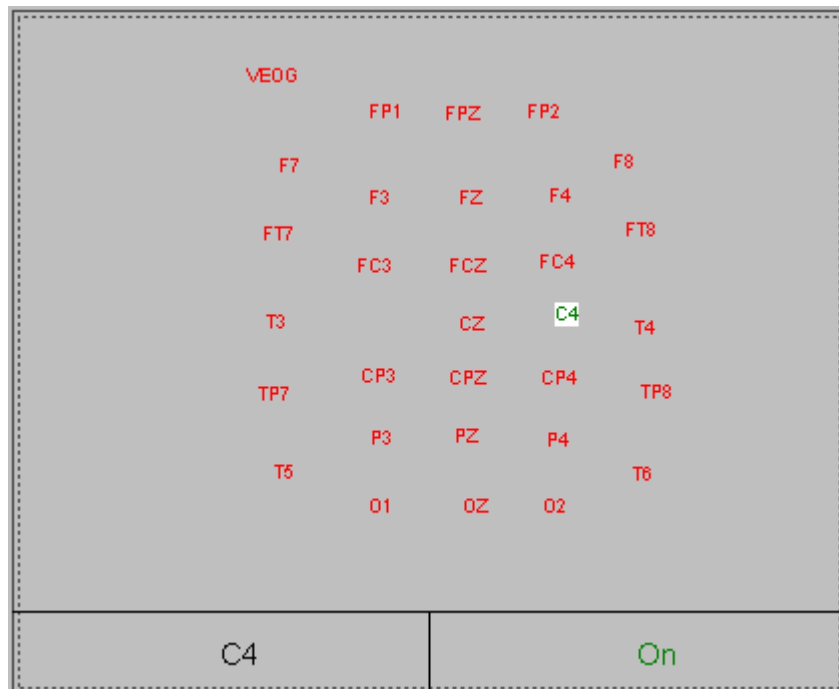 VEOG
FP1 FPZ FP2
F7 F8
F3 FZ F4
FT7 FT8
FC3 FCZ FC4
T3 CZ C4 T4
CP3 CPZ CP4
TP7 TP8
P3 PZ P4
T5 T6
O1 OZ O2
C4 On